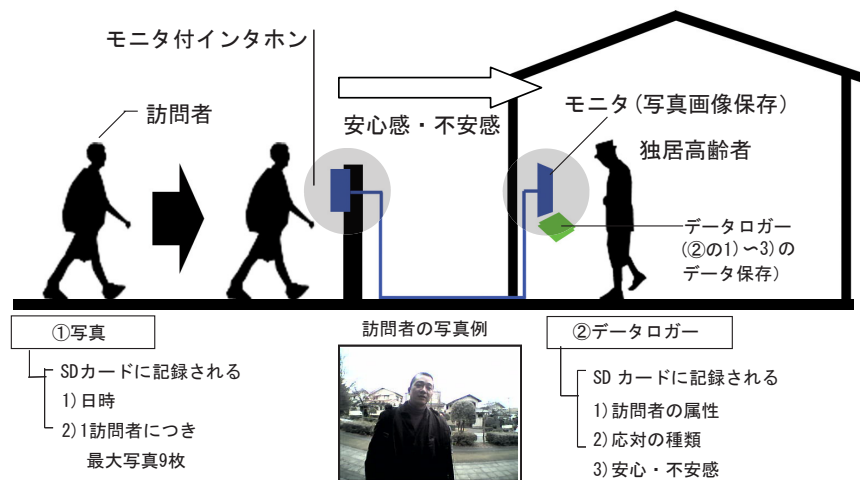 モニタ付インタホン
訪問者
安心感・不安感
モニタ(写真画像保存)
独居高齢者
データロガー
(②の1)〜3)の
データ保存)
①写真
SDカードに記録される
1)日時
2)1訪問者につき
最大写真9枚
訪問者の写真例
②データロガー
SD カードに記録される
1)訪問者の属性
2)応対の種類
3)安心・不安感